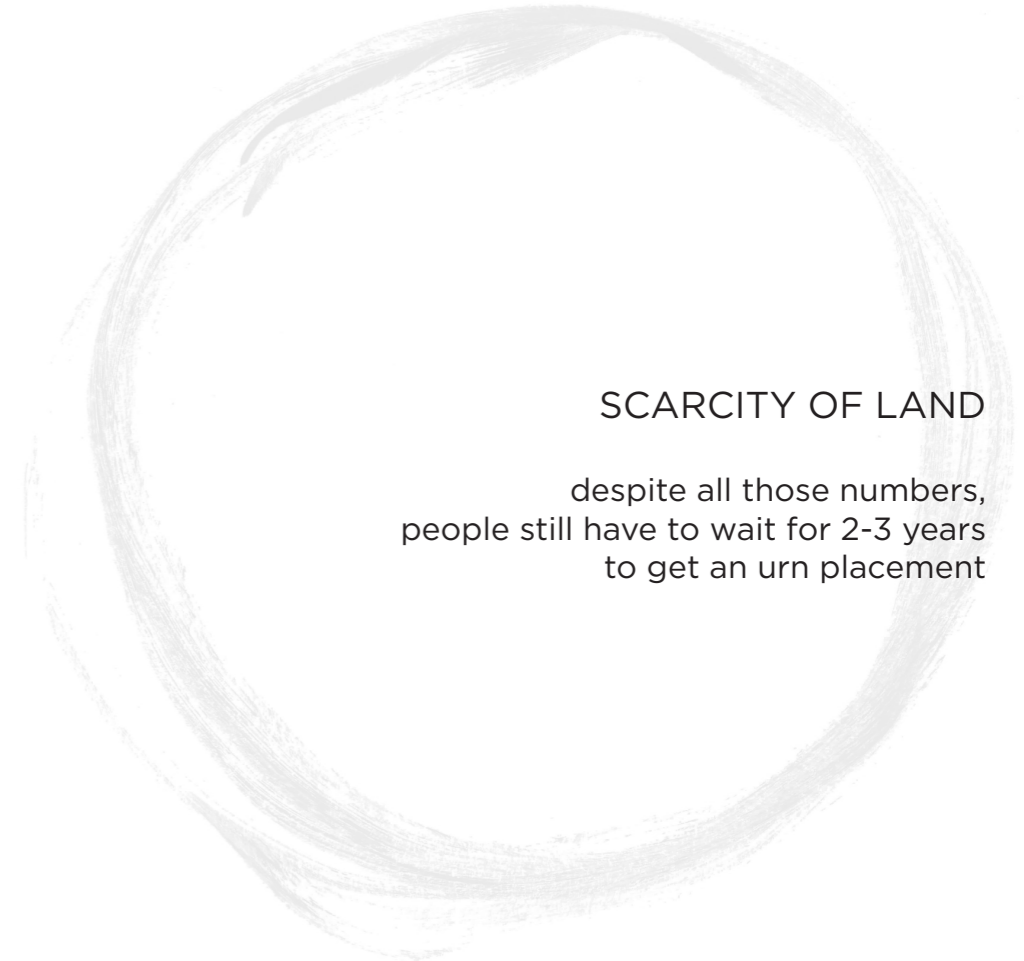 SCARCITY OF LAND
despite all those numbers,
people still have to wait for 2-3 years
to get an urn placement